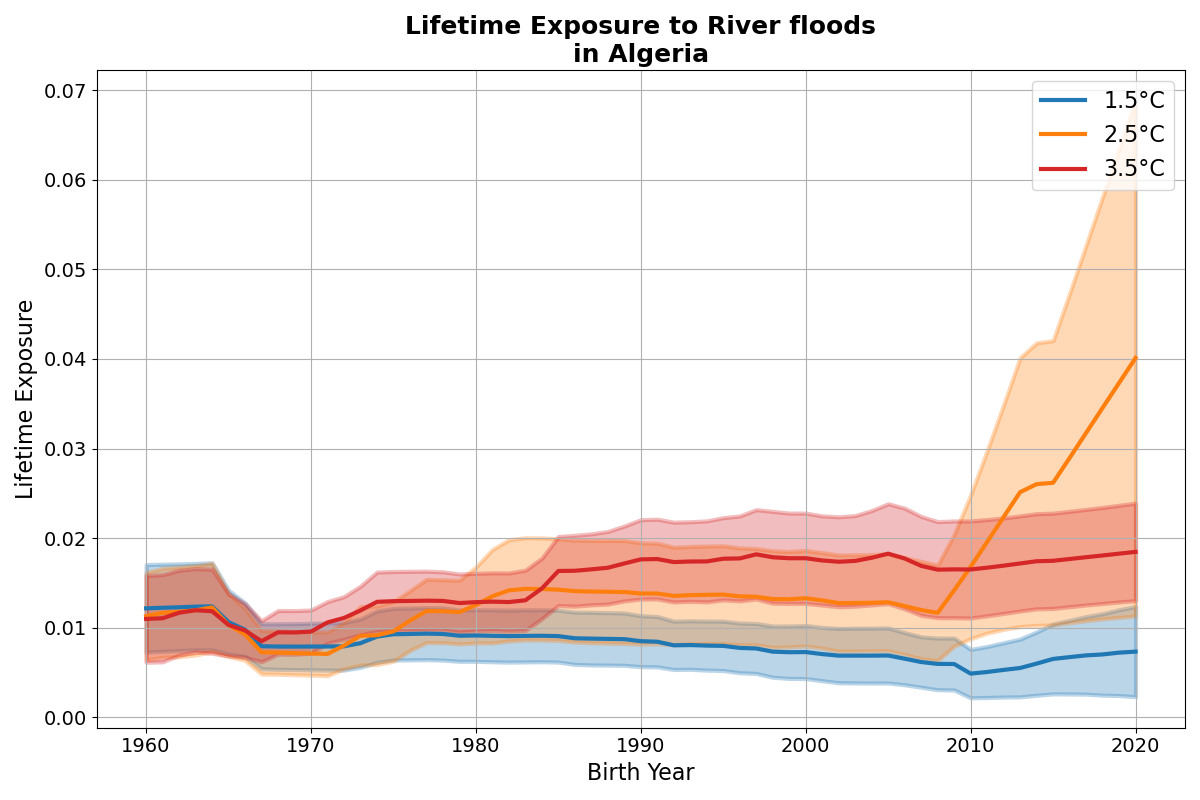 Lifetime Exposure to River floods
in Algeria
1.5°C
2.5°C
3.5°C
Lifetime Exposure
0.07
0.06
0.05
0.04
0.03
0.02
0.01
0.00
1960 1970 1980 1990 2000 2010 2020
Birth Year